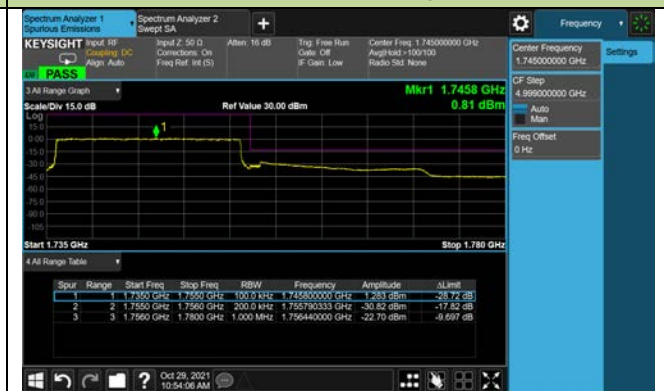 Spectrum Analyzer 1
Spurious Emissions
Spectrum Analyzer 2
Swept SA
+
Frequency
KEYSIGHT
Input: RF
Coupling: DC
Align: Auto
Input Z: 50 Ω
Corrections: On
Freq Ref: Int (S)
Atten: 16 dB
Trig: Free Run
Gate: Off
IF Gain: Low
Center Freq: 1.745000000 GHz
Avg|Hold>100/100
Radio Std: None
PASS
3 All Range Graph
Mkr1 1.7458 GHz
Scale/Div 15.0 dB
Ref Value 30.00 dBm
0.81 dBm
Log
15.0
0.00
-15.0
-30.0
-45.0
-60.0
-75.0
-90.0
-105
1
Start 1.735 GHz
Stop 1.780 GHz
4 All Range Table
Spur Range Start Freq Stop Freq RBW Frequency Amplitude ΔLimit
1 1 1.7350 GHz 1.7550 GHz 100.0 kHz 1.745800000 GHz 1.283 dBm -28.72 dB
2 2 1.7550 GHz 1.7560 GHz 200.0 kHz 1.755790333 GHz -30.82 dBm -17.82 dB
3 3 1.7560 GHz 1.7800 GHz 1.000 MHz 1.756440000 GHz -22.70 dBm -9.697 dB
Center Frequency
1.745000000 GHz
Settings
CF Step
4.999000000 GHz
Auto
Man
Freq Offset
0 Hz
?
Oct 29, 2021
10:54:06 AM